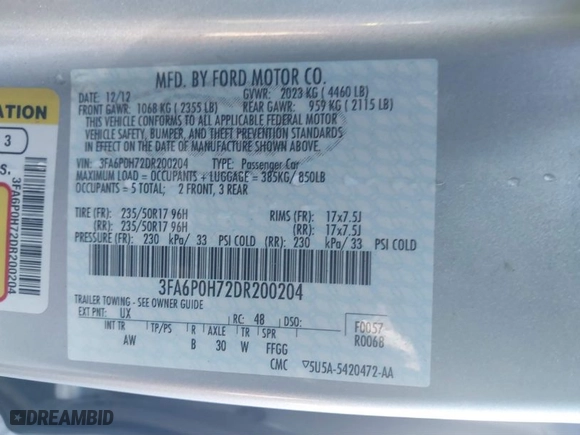 MFD. BY FORD MOTOR CO.
12/12 GVWR: 2023 KG ( 4460 LB)
FRONT GAWR: 1068 KG ( 2355 LB) REAR GAWR: 959 KG ( 2115 LB)
THIS VEHICLE CONFORMS TO ALL APPLICABLE FEDERAL MOTOR
VEHICLE SAFETY, BUMPER, AND THEFT PREVENTION STANDARDS
IN EFFECT ON THE DATE OF MANUFACTURE SHOWN ABOVE.
VIN: 3FA6P0H72DR200204 TYPE: Passenger Car
MAXIMUM LOAD = OCCUPANTS + LUGGAGE = 385KG/ 850LB
OCCUPANTS = 5 TOTAL; 2 FRONT, 3 REAR
TIRE (FR): 235/50R17 96H RIMS (FR): 17x7.5J
(RR): 235/50R17 96H (RR): 17x7.5J
PRESSURE (FR): 230 kPa/ 33 PSI COLD (RR): 230 kPa/ 33 PSI COLD
3FA6P0H72DR200204
TRAILER TOWING - SEE OWNER GUIDE
EXT PNT: UX RC: 48 DSO: F0057
INT TR TP/PS R AXLE TR SPR R0068
AW B 30 W FFGG
CMC ▽5U5A-5420472-AA
3
S.
3FA6P0H72DR200204
DREAMBID